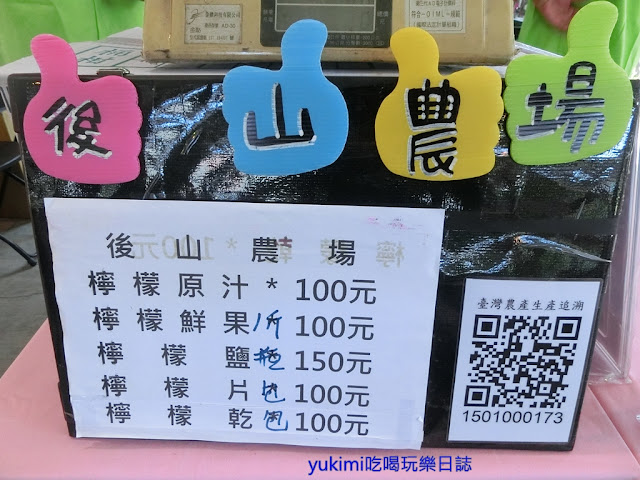 後山農場
後山農場
檸檬原汁*100元
檸檬鮮果/斤100元
檸檬鹽 150元
檸檬片包100元
檸檬乾包100元
臺灣農產生產追溯
1501000173
yukimi吃喝玩樂日誌